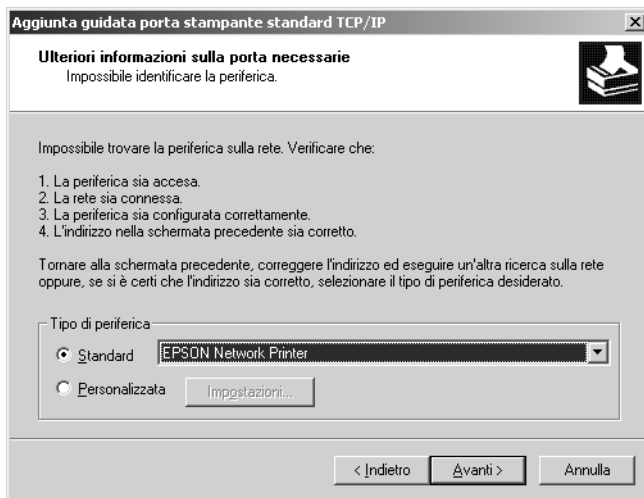 Aggiunta guidata porta stampante standard TCP/IP
Ulteriori informazioni sulla porta necessarie
Impossibile identificare la periferica.
Impossibile trovare la periferica sulla rete. Verificare che:
1. La periferica sia accesa.
2. La rete sia connessa.
3. La periferica sia configurata correttamente.
4. L'indirizzo nella schermata precedente sia corretto.
Tornare alla schermata precedente, correggere l'indirizzo ed eseguire un'altra ricerca sulla rete
oppure, se si è certi che l'indirizzo sia corretto, selezionare il tipo di periferica desiderato.
Tipo di periferica
Standard EPSON Network Printer
Personalizzata Impostazioni...
< Indietro Avanti > Annulla